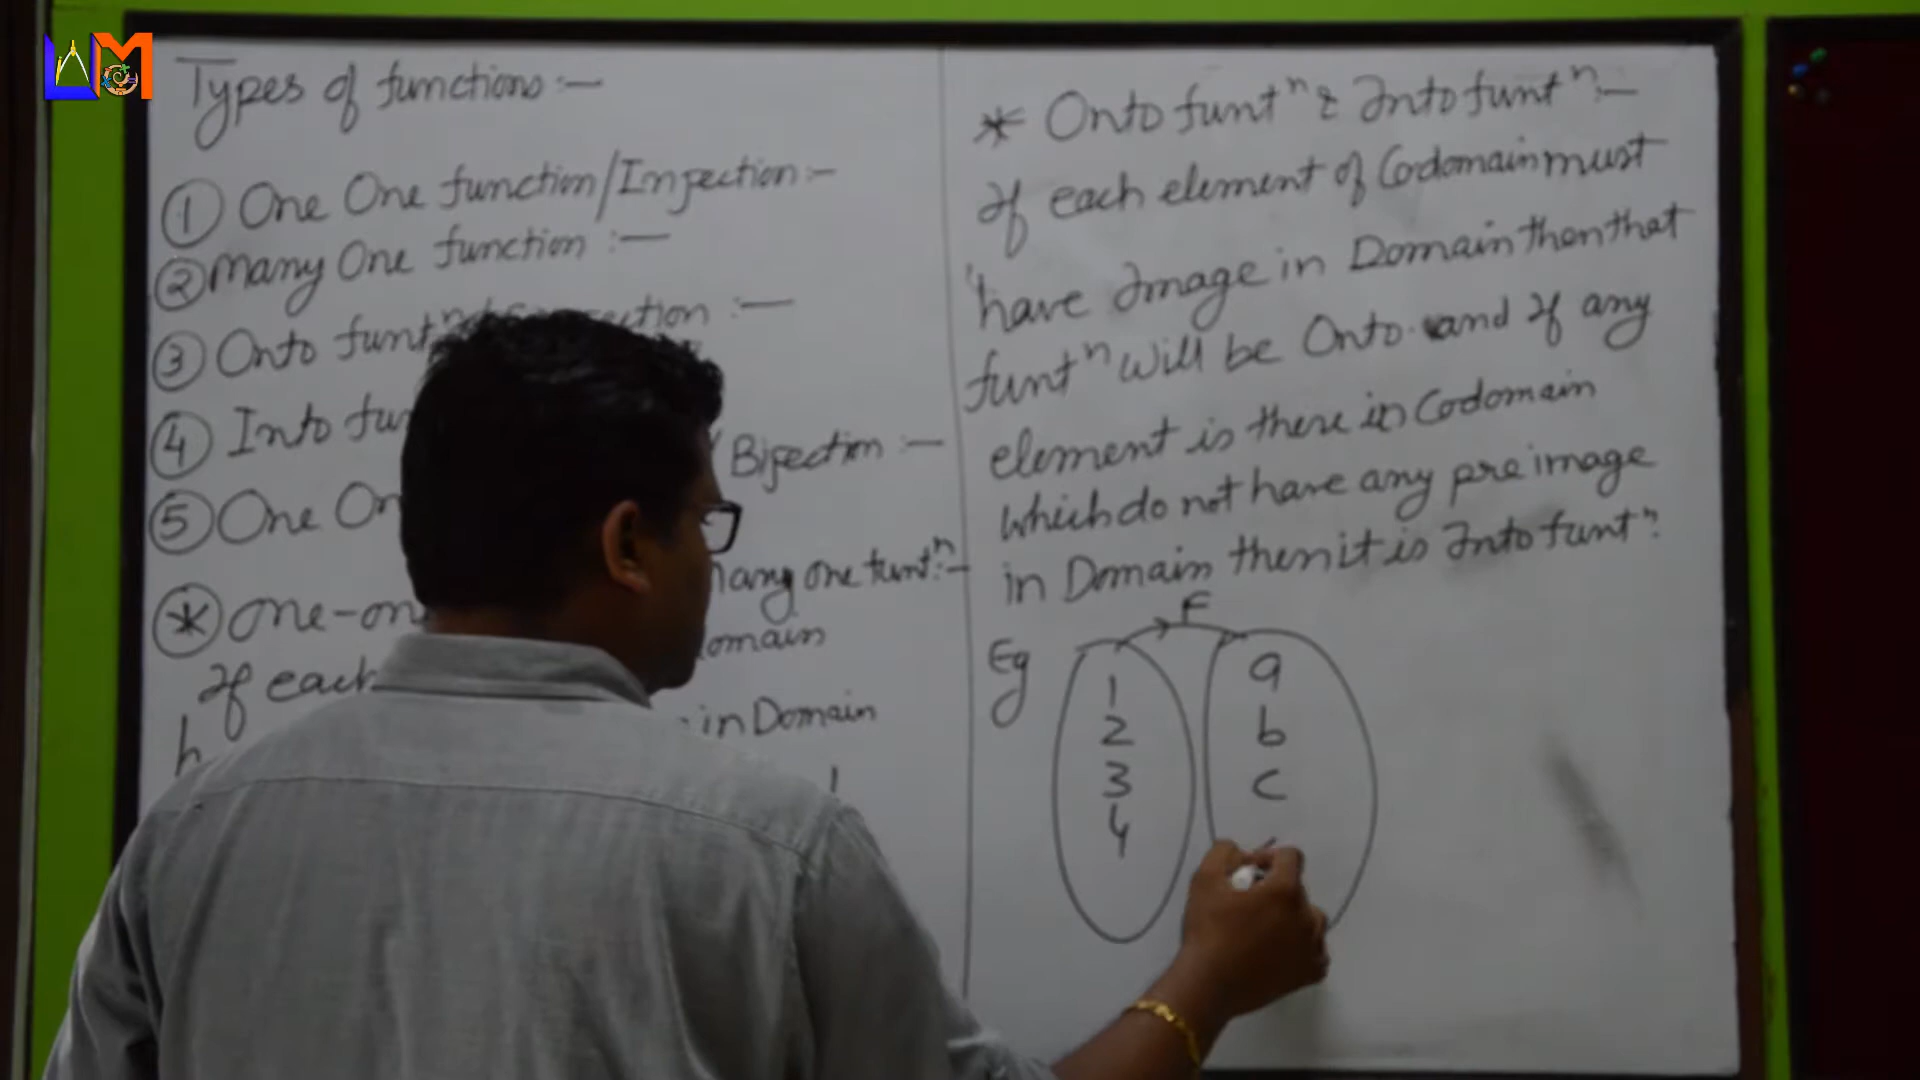 Types of functions :-
① One One function/Injection :-
② Many One function :-
③ Onto funtⁿ
④ Into fun
Bijection :-
⑤ One On
many one funtⁿ:-
⊛ One-on
omain
If each
in Domain
h
* Onto funtⁿ & Into funtⁿ:-
If each element of Codomain must
have Image in Domain then that
funtⁿ will be Onto and If any
element is there in Codomain
which do not have any pre image
in Domain then it is Into funtⁿ.
F
Eg
1 a
2 b
3 c
4
UM